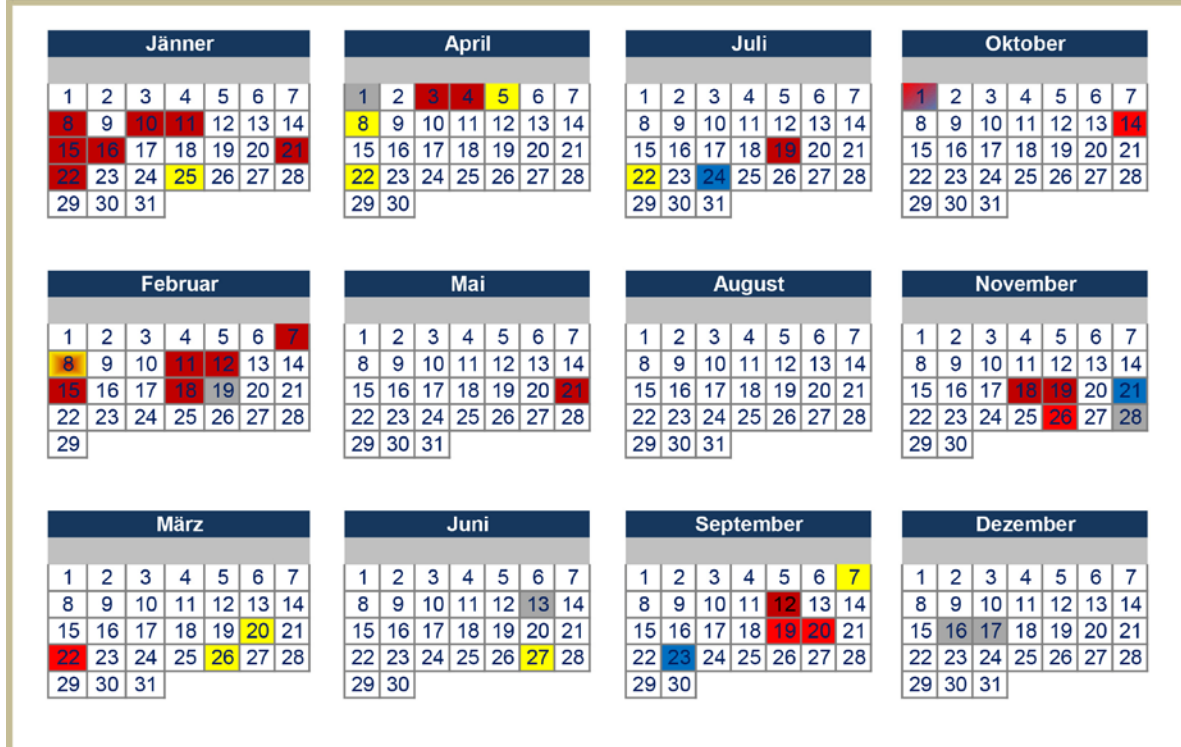 Jänner
1 2 3 4 5 6 7
8 9 10 11 12 13 14
15 16 17 18 19 20 21
22 23 24 25 26 27 28
29 30 31
Februar
1 2 3 4 5 6 7
8 9 10 11 12 13 14
15 16 17 18 19 20 21
22 23 24 25 26 27 28
29
März
1 2 3 4 5 6 7
8 9 10 11 12 13 14
15 16 17 18 19 20 21
22 23 24 25 26 27 28
29 30 31
April
1 2 3 4 5 6 7
8 9 10 11 12 13 14
15 16 17 18 19 20 21
22 23 24 25 26 27 28
29 30
Mai
1 2 3 4 5 6 7
8 9 10 11 12 13 14
15 16 17 18 19 20 21
22 23 24 25 26 27 28
29 30 31
Juni
1 2 3 4 5 6 7
8 9 10 11 12 13 14
15 16 17 18 19 20 21
22 23 24 25 26 27 28
29 30
Juli
1 2 3 4 5 6 7
8 9 10 11 12 13 14
15 16 17 18 19 20 21
22 23 24 25 26 27 28
29 30 31
August
1 2 3 4 5 6 7
8 9 10 11 12 13 14
15 16 17 18 19 20 21
22 23 24 25 26 27 28
29 30 31
September
1 2 3 4 5 6 7
8 9 10 11 12 13 14
15 16 17 18 19 20 21
22 23 24 25 26 27 28
29 30
Oktober
1 2 3 4 5 6 7
8 9 10 11 12 13 14
15 16 17 18 19 20 21
22 23 24 25 26 27 28
29 30 31
November
1 2 3 4 5 6 7
8 9 10 11 12 13 14
15 16 17 18 19 20 21
22 23 24 25 26 27 28
29 30
Dezember
1 2 3 4 5 6 7
8 9 10 11 12 13 14
15 16 17 18 19 20 21
22 23 24 25 26 27 28
29 30 31